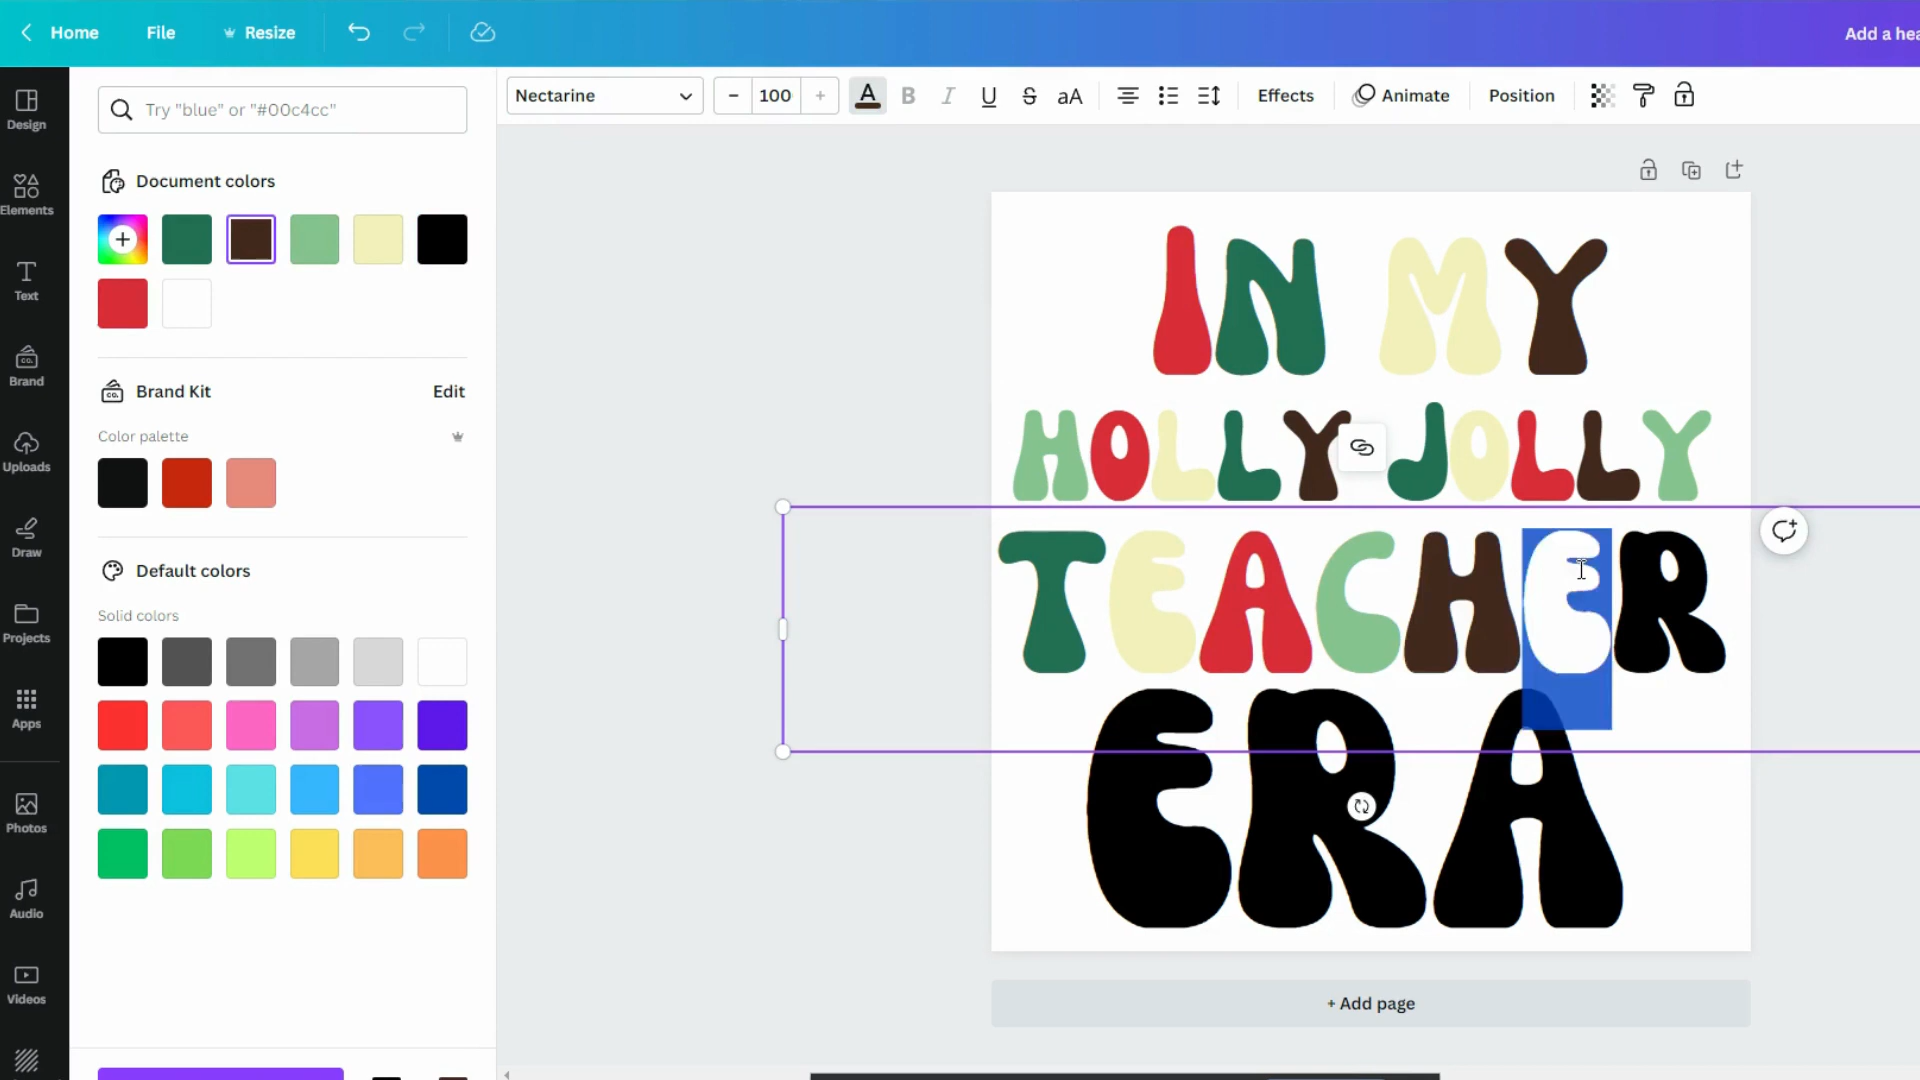 Home File Resize Add a hea
Nectarine − 100 + A B I U S aA Effects Animate Position
Design
Elements
Text
Brand
Uploads
Draw
Projects
Apps
Photos
Audio
Videos
Try "blue" or "#00c4cc"
Document colors
Brand Kit Edit
Color palette
Default colors
Solid colors
IN MY
HOLLY JOLLY
TEACHER
ERA
+ Add page